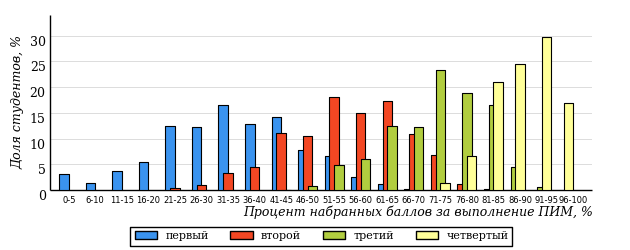 Доля студентов, %
30
25
20
15
10
5
0
0-5 6-10 11-15 16-20 21-25 26-30 31-35 36-40 41-45 46-50 51-55 56-60 61-65 66-70 71-75 76-80 81-85 86-90 91-95 96-100
Процент набранных баллов за выполнение ПИМ, %
первый второй третий четвертый